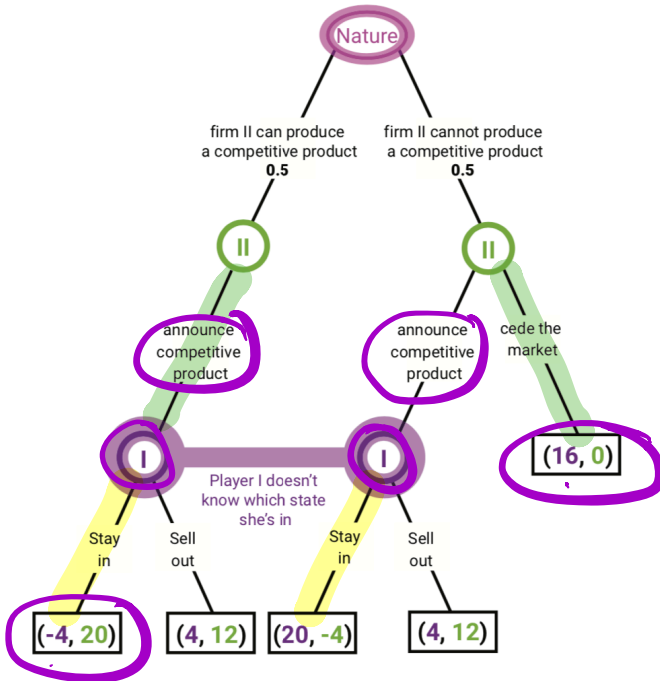 Nature
firm II can produce
a competitive product
0.5
firm II cannot produce
a competitive product
0.5
II
II
announce
competitive
product
announce
competitive
product
cede the
market
I
I
(16, 0)
Player I doesn't
know which state
she's in
Stay
in
Sell
out
Stay
in
Sell
out
(-4, 20)
(4, 12)
(20, -4)
(4, 12)